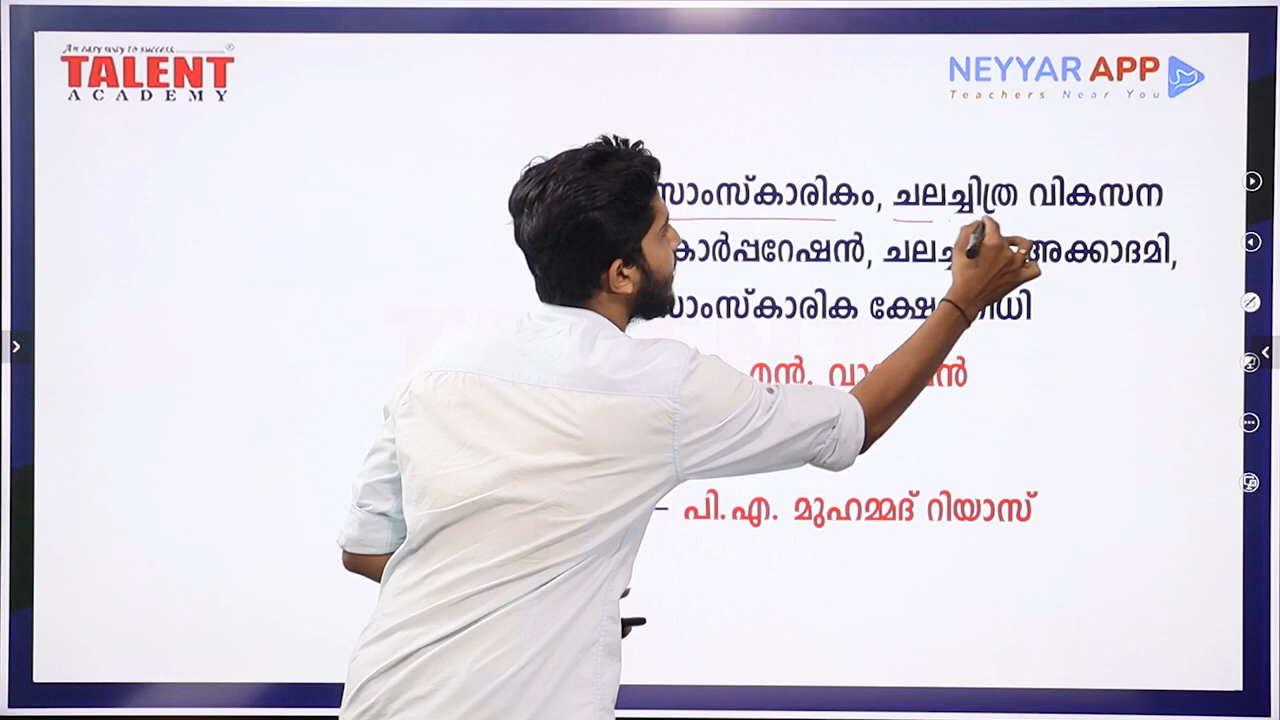 An easy way to success............®
TALENT
ACADEMY
NEYYAR APP
Teachers Near You
സാംസ്കാരികം, ചലച്ചിത്ര വികസന
കോർപ്പറേഷൻ, അക്കാദമി,
സാംസ്കാരിക
എൻ.
– പി.എ. മുഹമ്മദ് റിയാസ്